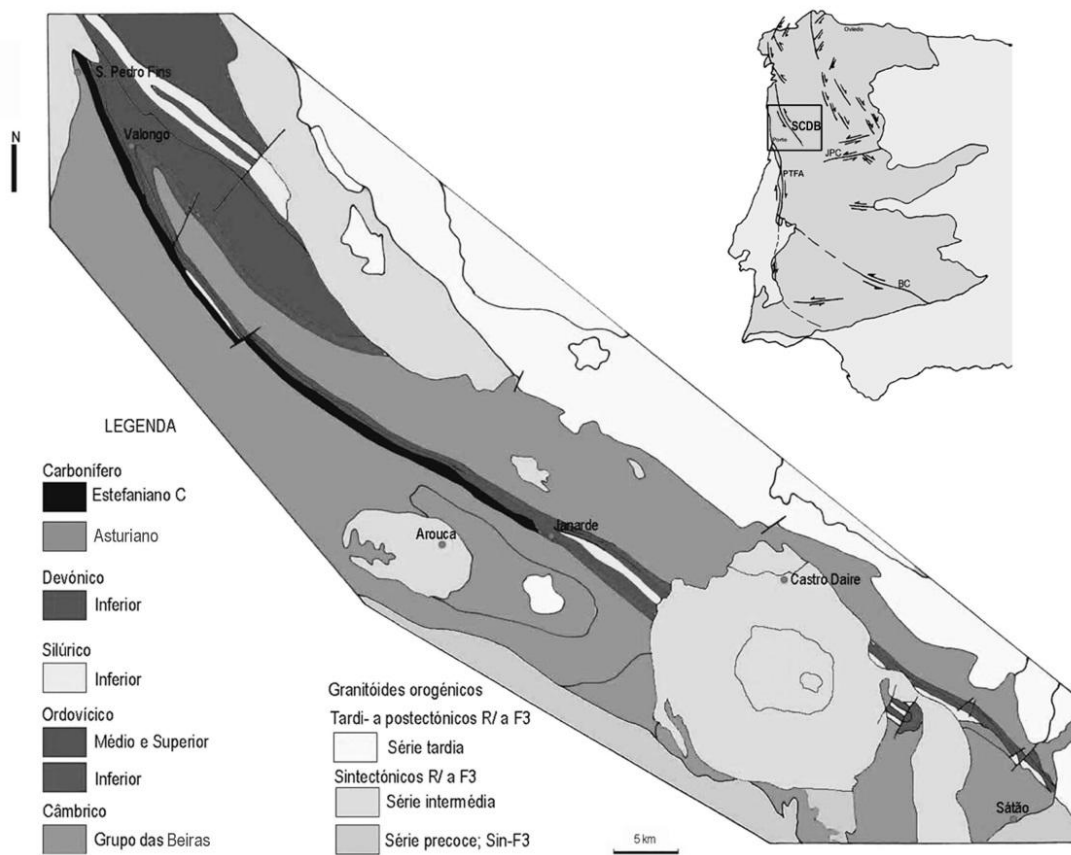 Oviedo
SCDB
Porto
JPC
PTFA
BC
N
S. Pedro Fins
Valongo
Arouca
Janarde
Castro Daire
Sátão
LEGENDA
Carbonífero
Estefaniano C
Asturiano
Devónico
Inferior
Silúrico
Inferior
Ordovícico
Médio e Superior
Inferior
Câmbrico
Grupo das Beiras
Granitóides orogénicos
Tardi- a postectónicos R/ a F3
Série tardia
Sintectónicos R/ a F3
Série intermédia
Série precoce; Sin-F3
5 km